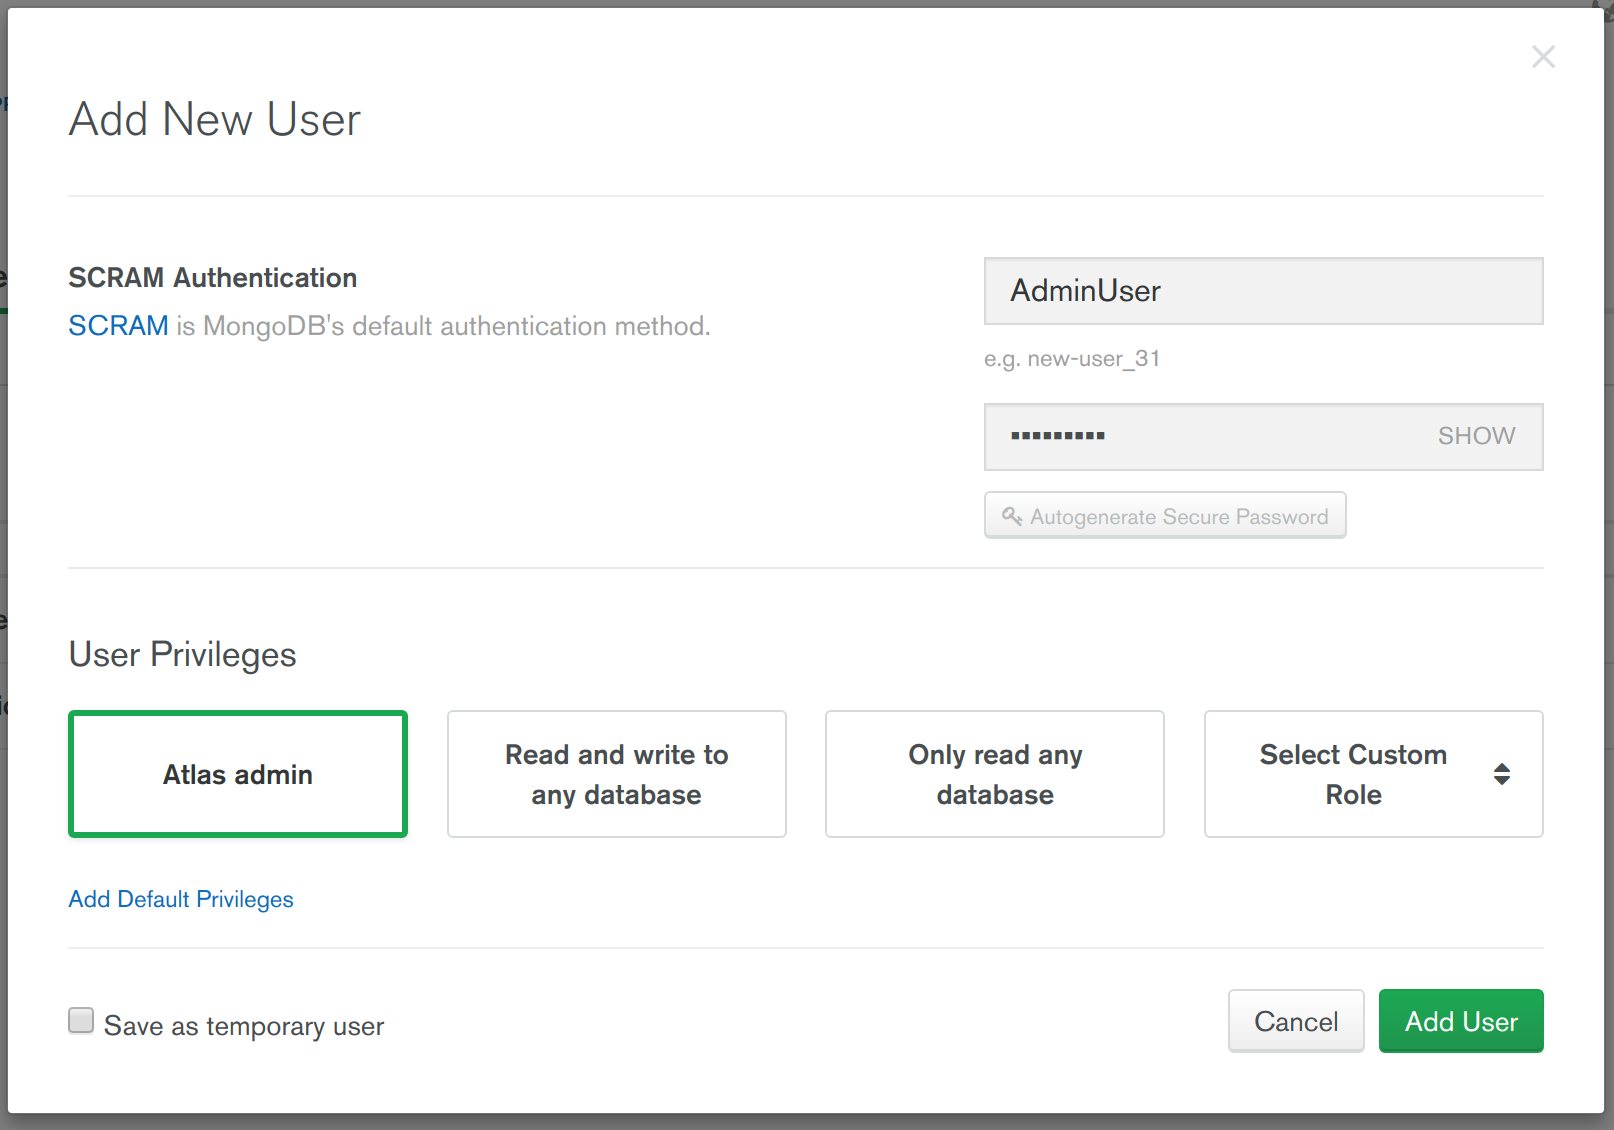 Add New User
SCRAM Authentication
SCRAM is MongoDB's default authentication method.
AdminUser
e.g. new-user_31
SHOW
Autogenerate Secure Password
User Privileges
Atlas admin
Read and write to
any database
Only read any
database
Select Custom
Role
Add Default Privileges
Save as temporary user
Cancel
Add User